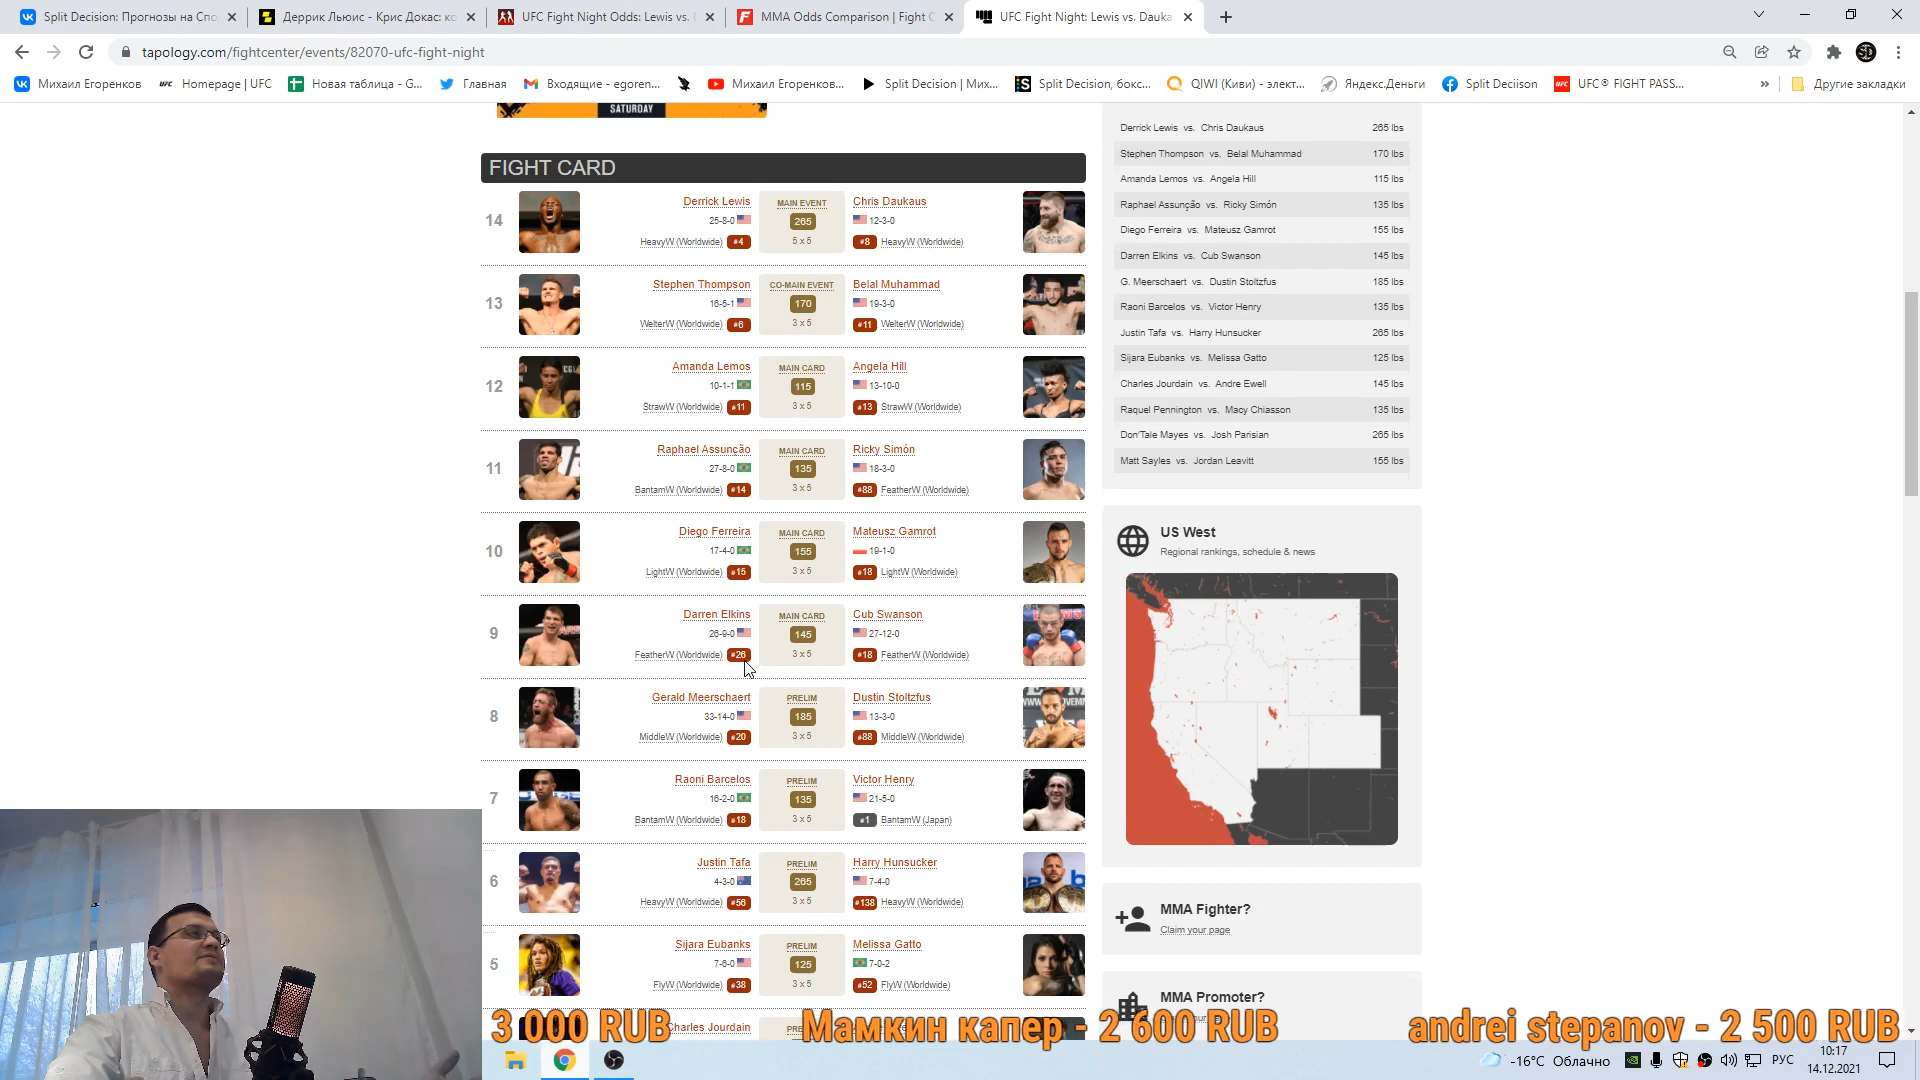 Split Decision: Прогнозы на Спо
Деррик Льюис - Крис Докас: ко
UFC Fight Night Odds: Lewis vs.
MMA Odds Comparison | Fight
UFC Fight Night: Lewis vs. Dauka
tapology.com/fightcenter/events/82070-ufc-fight-night
Михаил Егоренков
Homepage | UFC
Новая таблица - G...
Главная
Входящие - egoren...
Михаил Егоренков...
Split Decision | Мих...
Split Decision, бокс...
QIWI (Киви) - элект...
Яндекс.Деньги
Split Deciison
UFC® FIGHT PASS...
»
Другие закладки
SATURDAY
FIGHT CARD
14 Derrick Lewis MAIN EVENT Chris Daukaus
25-8-0 265 12-3-0
HeavyW (Worldwide) #4 5 x 5 #8 HeavyW (Worldwide)
13 Stephen Thompson CO-MAIN EVENT Belal Muhammad
16-5-1 170 19-3-0
WelterW (Worldwide) #6 3 x 5 #11 WelterW (Worldwide)
12 Amanda Lemos MAIN CARD Angela Hill
10-1-1 115 13-10-0
StrawW (Worldwide) #11 3 x 5 #13 StrawW (Worldwide)
11 Raphael Assunção MAIN CARD Ricky Simón
27-8-0 135 18-3-0
BantamW (Worldwide) #14 3 x 5 #88 FeatherW (Worldwide)
10 Diego Ferreira MAIN CARD Mateusz Gamrot
17-4-0 155 19-1-0
LightW (Worldwide) #15 3 x 5 #18 LightW (Worldwide)
9 Darren Elkins MAIN CARD Cub Swanson
26-9-0 145 27-12-0
FeatherW (Worldwide) #26 3 x 5 #18 FeatherW (Worldwide)
8 Gerald Meerschaert PRELIM Dustin Stoltzfus
33-14-0 185 13-3-0
MiddleW (Worldwide) #20 3 x 5 #88 MiddleW (Worldwide)
7 Raoni Barcelos PRELIM Victor Henry
16-2-0 135 21-5-0
BantamW (Worldwide) #18 3 x 5 #1 BantamW (Japan)
6 Justin Tafa PRELIM Harry Hunsucker
4-3-0 265 7-4-0
HeavyW (Worldwide) #56 3 x 5 #138 HeavyW (Worldwide)
5 Sijara Eubanks PRELIM Melissa Gatto
7-6-0 125 7-0-2
FlyW (Worldwide) #38 3 x 5 #52 FlyW (Worldwide)
Charles Jourdain
Derrick Lewis vs. Chris Daukaus 265 lbs
Stephen Thompson vs. Belal Muhammad 170 lbs
Amanda Lemos vs. Angela Hill 115 lbs
Raphael Assunção vs. Ricky Simón 135 lbs
Diego Ferreira vs. Mateusz Gamrot 155 lbs
Darren Elkins vs. Cub Swanson 145 lbs
G. Meerschaert vs. Dustin Stoltzfus 185 lbs
Raoni Barcelos vs. Victor Henry 135 lbs
Justin Tafa vs. Harry Hunsucker 265 lbs
Sijara Eubanks vs. Melissa Gatto 125 lbs
Charles Jourdain vs. Andre Ewell 145 lbs
Raquel Pennington vs. Macy Chiasson 135 lbs
Don'Tale Mayes vs. Josh Parisian 265 lbs
Matt Sayles vs. Jordan Leavitt 155 lbs
US West
Regional rankings, schedule & news
MMA Fighter?
Claim your page
MMA Promoter?
3 000 RUB Мамкин капер - 2 600 RUB andrei stepanov - 2 500 RUB
-16°C Облачно
РУС
10:17
14.12.2021